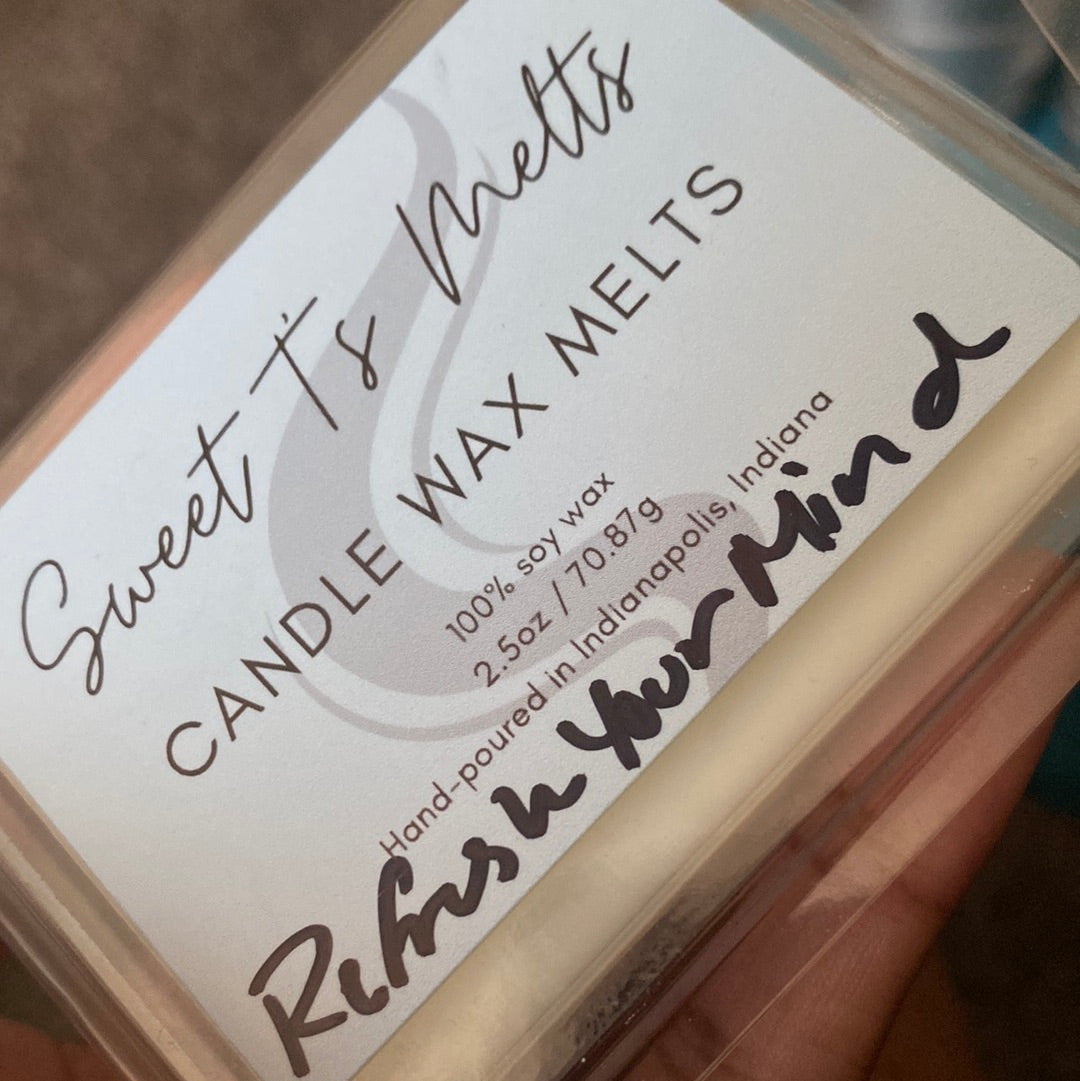 Sweet T's Melts
CANDLE WAX MELTS
100% soy wax
2.5oz / 70.87g
Hand-poured in Indianapolis, Indiana
Refresh Your Mind